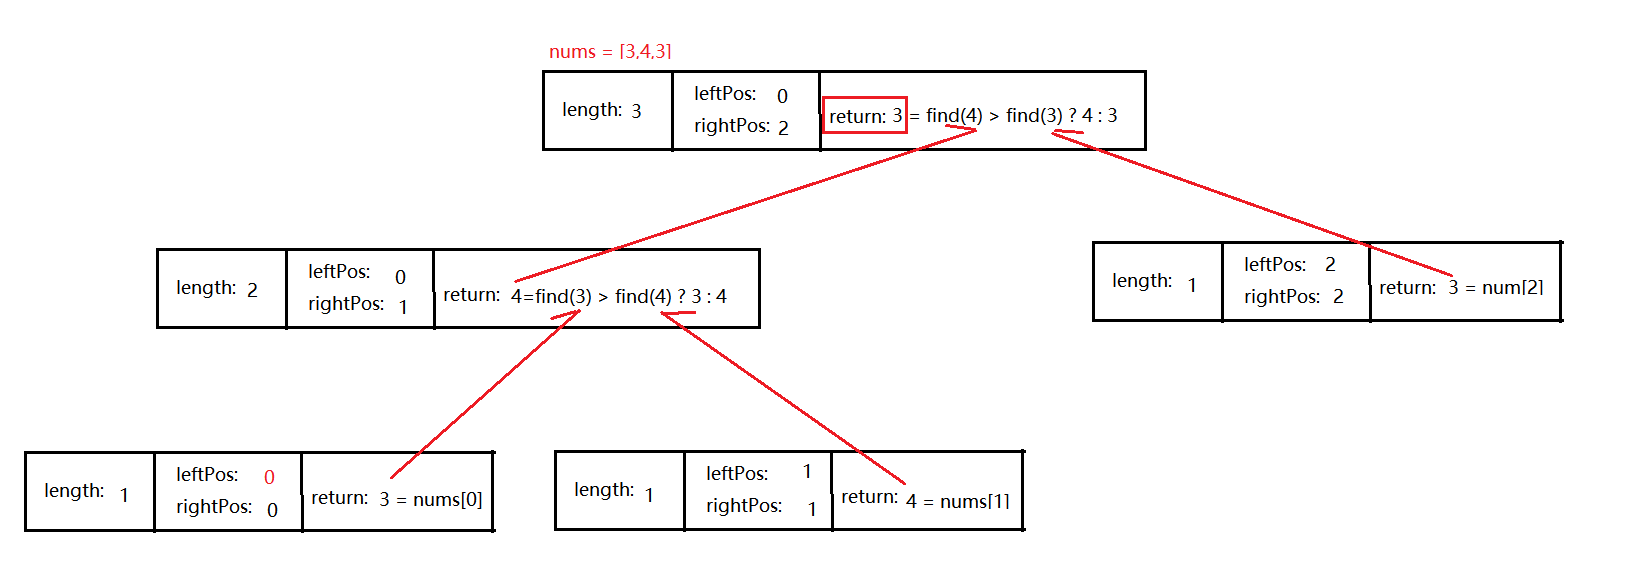 nums = [3,4,3]
length: 3
leftPos: 0
rightPos: 2
return: 3 = find(4) > find(3) ? 4 : 3
length: 2
leftPos: 0
rightPos: 1
return: 4=find(3) > find(4) ? 3 : 4
length: 1
leftPos: 2
rightPos: 2
return: 3 = num[2]
length: 1
leftPos: 0
rightPos: 0
return: 3 = nums[0]
length: 1
leftPos: 1
rightPos: 1
return: 4 = nums[1]